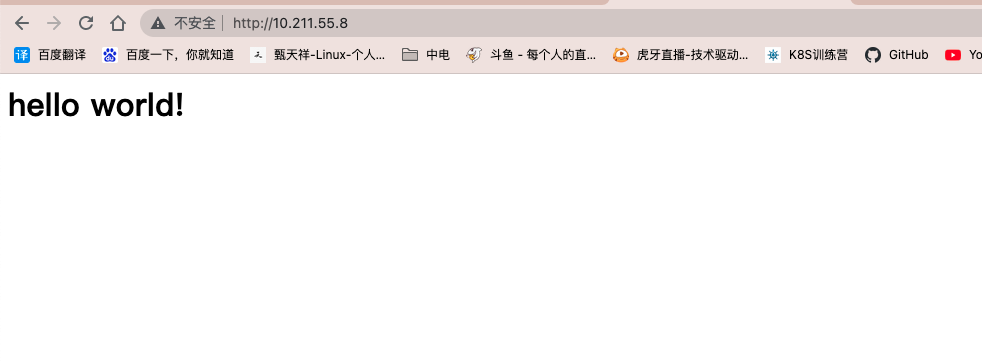 不安全 http://10.211.55.8
译 百度翻译 百度一下，你就知道 甄天祥-Linux-个人... 中电 斗鱼 - 每个人的直... 虎牙直播-技术驱动... K8S训练营 GitHub Yo
hello world!